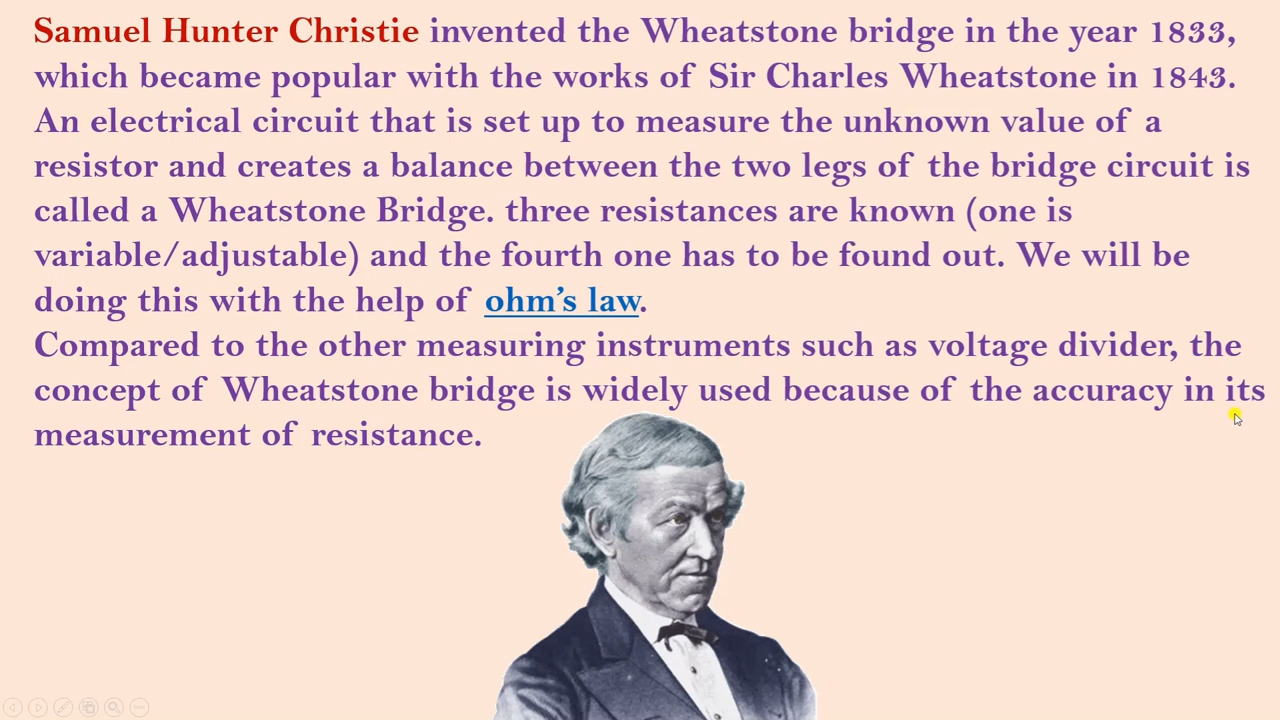 Samuel Hunter Christie invented the Wheatstone bridge in the year 1833,
which became popular with the works of Sir Charles Wheatstone in 1843.
An electrical circuit that is set up to measure the unknown value of a
resistor and creates a balance between the two legs of the bridge circuit is
called a Wheatstone Bridge. three resistances are known (one is
variable/adjustable) and the fourth one has to be found out. We will be
doing this with the help of ohm’s law.
Compared to the other measuring instruments such as voltage divider, the
concept of Wheatstone bridge is widely used because of the accuracy in its
measurement of resistance.